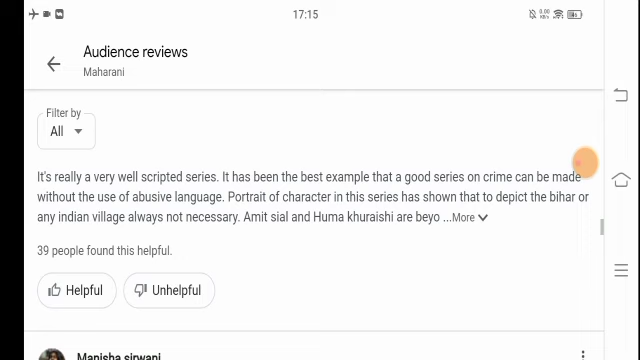 17:15
0.00
KB/s
Audience reviews
Maharani
Filter by
All
It's really a very well scripted series. It has been the best example that a good series on crime can be made
without the use of abusive language. Portrait of character in this series has shown that to depict the bihar or
any indian village always not necessary. Amit sial and Huma khuraishi are beyo ...More
39 people found this helpful.
Helpful
Unhelpful
Manisha sirwani